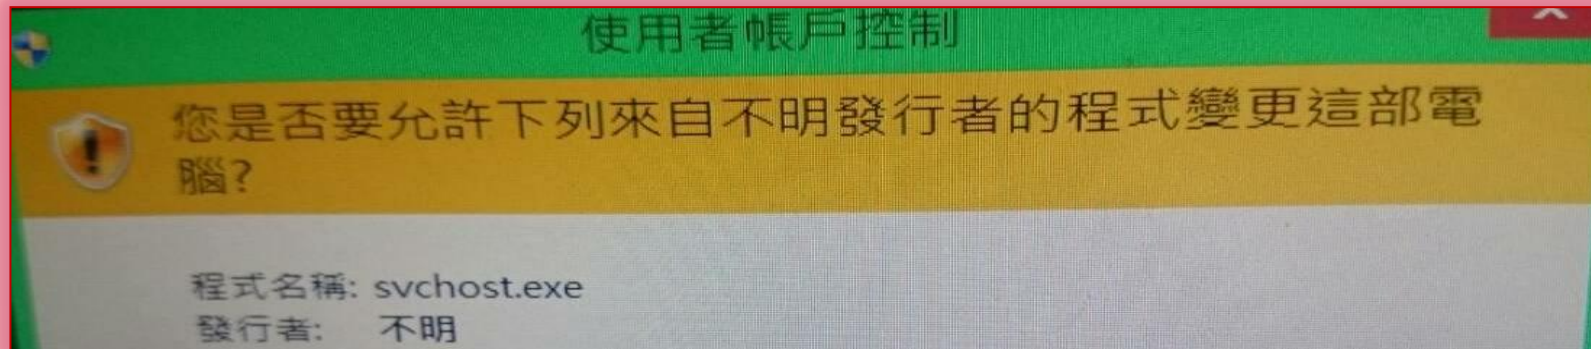 使用者帳戶控制
您是否要允許下列來自不明發行者的程式變更這部電
腦?
程式名稱: svchost.exe
發行者: 不明